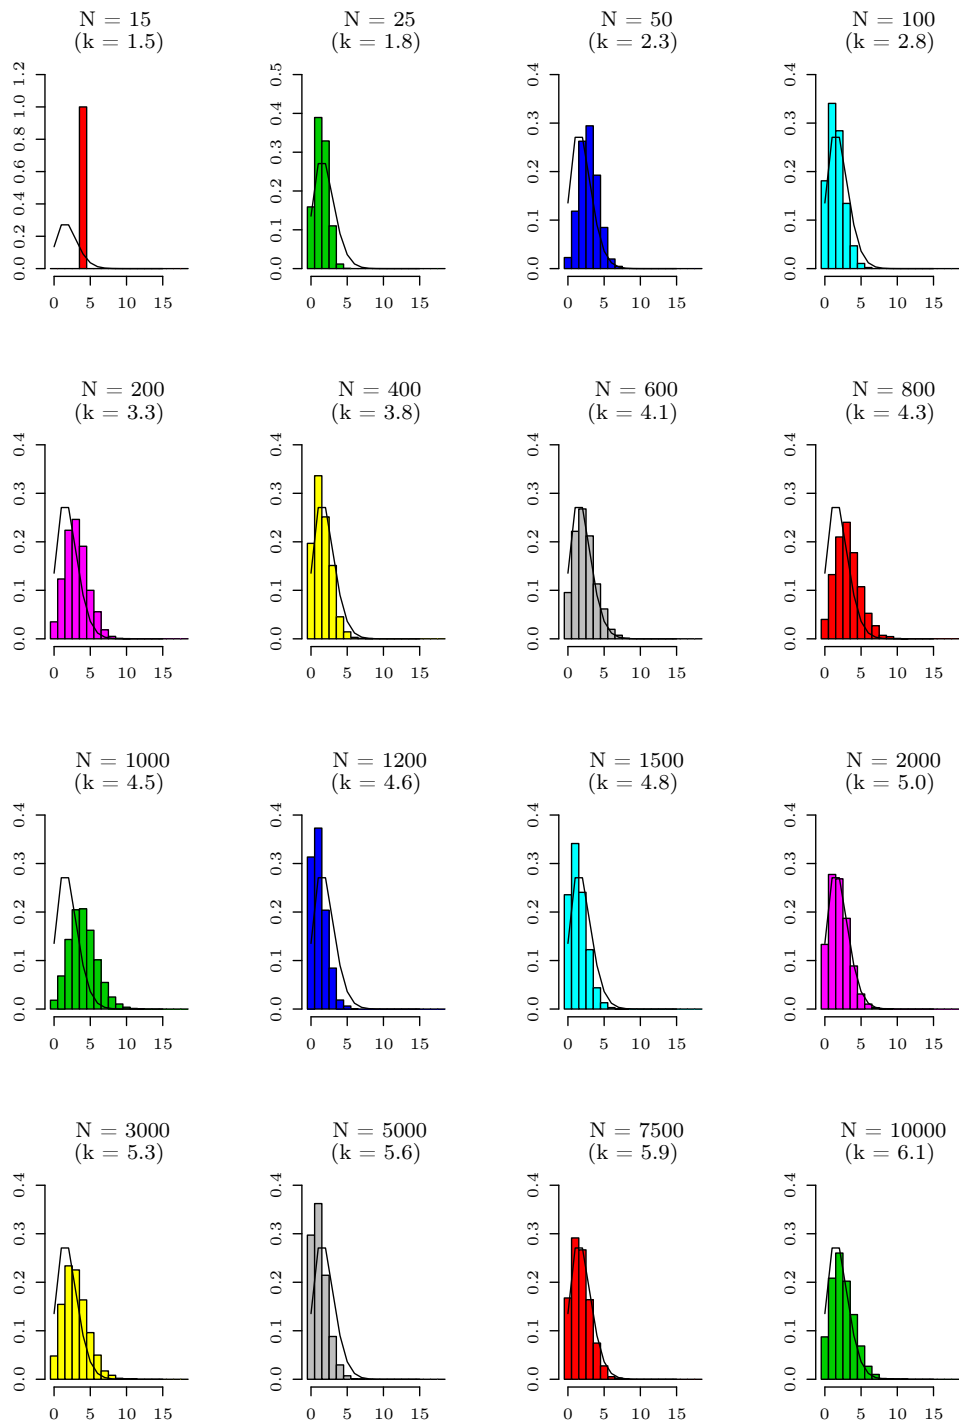 N = 15
(k = 1.5)
N = 25
(k = 1.8)
N = 50
(k = 2.3)
N = 100
(k = 2.8)
0.0 0.2 0.4 0.6 0.8 1.0 1.2
0 5 10 15
0.0 0.1 0.2 0.3 0.4 0.5
0 5 10 15
0.0 0.1 0.2 0.3 0.4
0 5 10 15
0.0 0.1 0.2 0.3 0.4
0 5 10 15
N = 200
(k = 3.3)
N = 400
(k = 3.8)
N = 600
(k = 4.1)
N = 800
(k = 4.3)
0.0 0.1 0.2 0.3 0.4
0 5 10 15
0.0 0.1 0.2 0.3 0.4
0 5 10 15
0.0 0.1 0.2 0.3 0.4
0 5 10 15
0.0 0.1 0.2 0.3 0.4
0 5 10 15
N = 1000
(k = 4.5)
N = 1200
(k = 4.6)
N = 1500
(k = 4.8)
N = 2000
(k = 5.0)
0.0 0.1 0.2 0.3 0.4
0 5 10 15
0.0 0.1 0.2 0.3 0.4
0 5 10 15
0.0 0.1 0.2 0.3 0.4
0 5 10 15
0.0 0.1 0.2 0.3 0.4
0 5 10 15
N = 3000
(k = 5.3)
N = 5000
(k = 5.6)
N = 7500
(k = 5.9)
N = 10000
(k = 6.1)
0.0 0.1 0.2 0.3 0.4
0 5 10 15
0.0 0.1 0.2 0.3 0.4
0 5 10 15
0.0 0.1 0.2 0.3 0.4
0 5 10 15
0.0 0.1 0.2 0.3 0.4
0 5 10 15